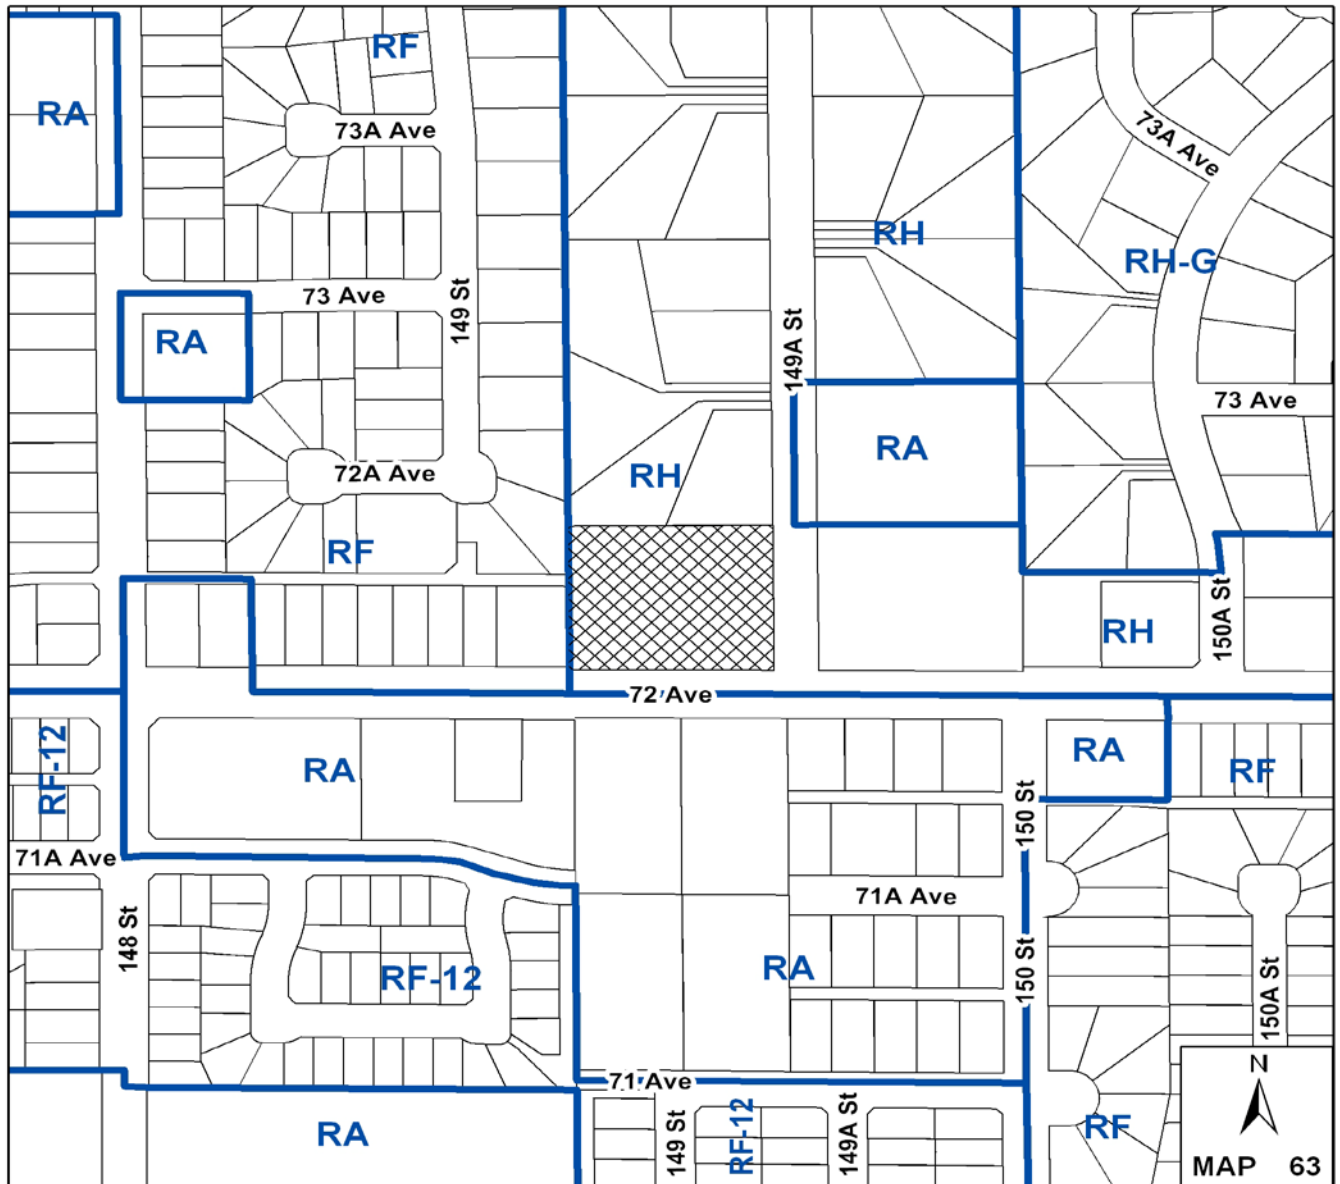 RF
RA
73A Ave
73A Ave
RH
RH-G
73 Ave
149 St
149A St
RA
73 Ave
RA
72A Ave
RH
RF
RH
150A St
72 Ave
RF-12
RA
RA
RF
150 St
71A Ave
71A Ave
148 St
RF-12
RA
150 St
150A St
71 Ave
N
RA
149 St
RF-12
149A St
RF
MAP 63